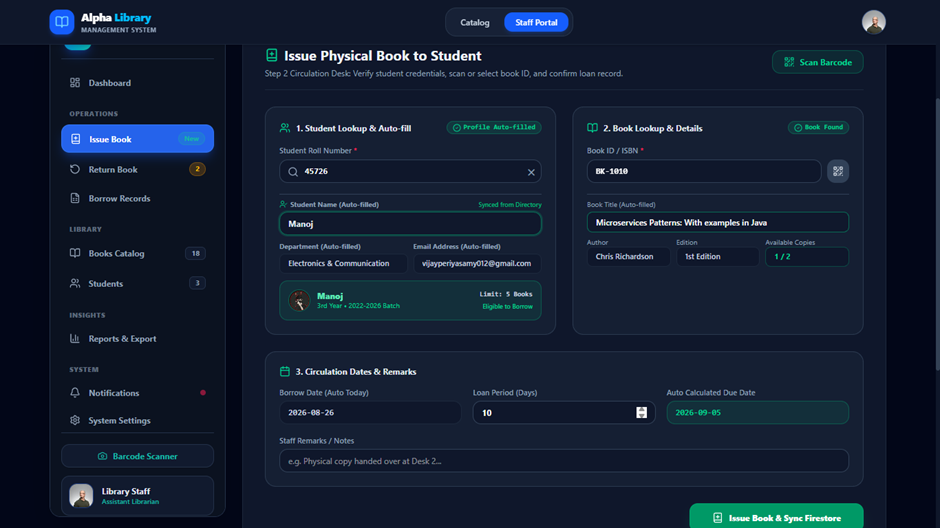 Alpha Library
MANAGEMENT SYSTEM
Catalog
Staff Portal
Dashboard
OPERATIONS
Issue Book
New
Return Book
2
Borrow Records
LIBRARY
Books Catalog
18
Students
3
INSIGHTS
Reports & Export
SYSTEM
Notifications
System Settings
Barcode Scanner
Library Staff
Assistant Librarian
Issue Physical Book to Student
Step 2 Circulation Desk: Verify student credentials, scan or select book ID, and confirm loan record.
Scan Barcode
1. Student Lookup & Auto-fill
Profile Auto-filled
Student Roll Number *
45726
Student Name (Auto-filled)
Synced from Directory
Manoj
Department (Auto-filled)
Email Address (Auto-filled)
Electronics & Communication
vijayperiyasamy012@gmail.com
Manoj
3rd Year • 2022-2026 Batch
Limit: 5 Books
Eligible to Borrow
2. Book Lookup & Details
Book Found
Book ID / ISBN *
BK-1010
Book Title (Auto-filled)
Microservices Patterns: With examples in Java
Author
Edition
Available Copies
Chris Richardson
1st Edition
1 / 2
3. Circulation Dates & Remarks
Borrow Date (Auto Today)
Loan Period (Days)
Auto Calculated Due Date
2026-08-26
10
2026-09-05
Staff Remarks / Notes
e.g. Physical copy handed over at Desk 2...
Issue Book & Sync Firestore